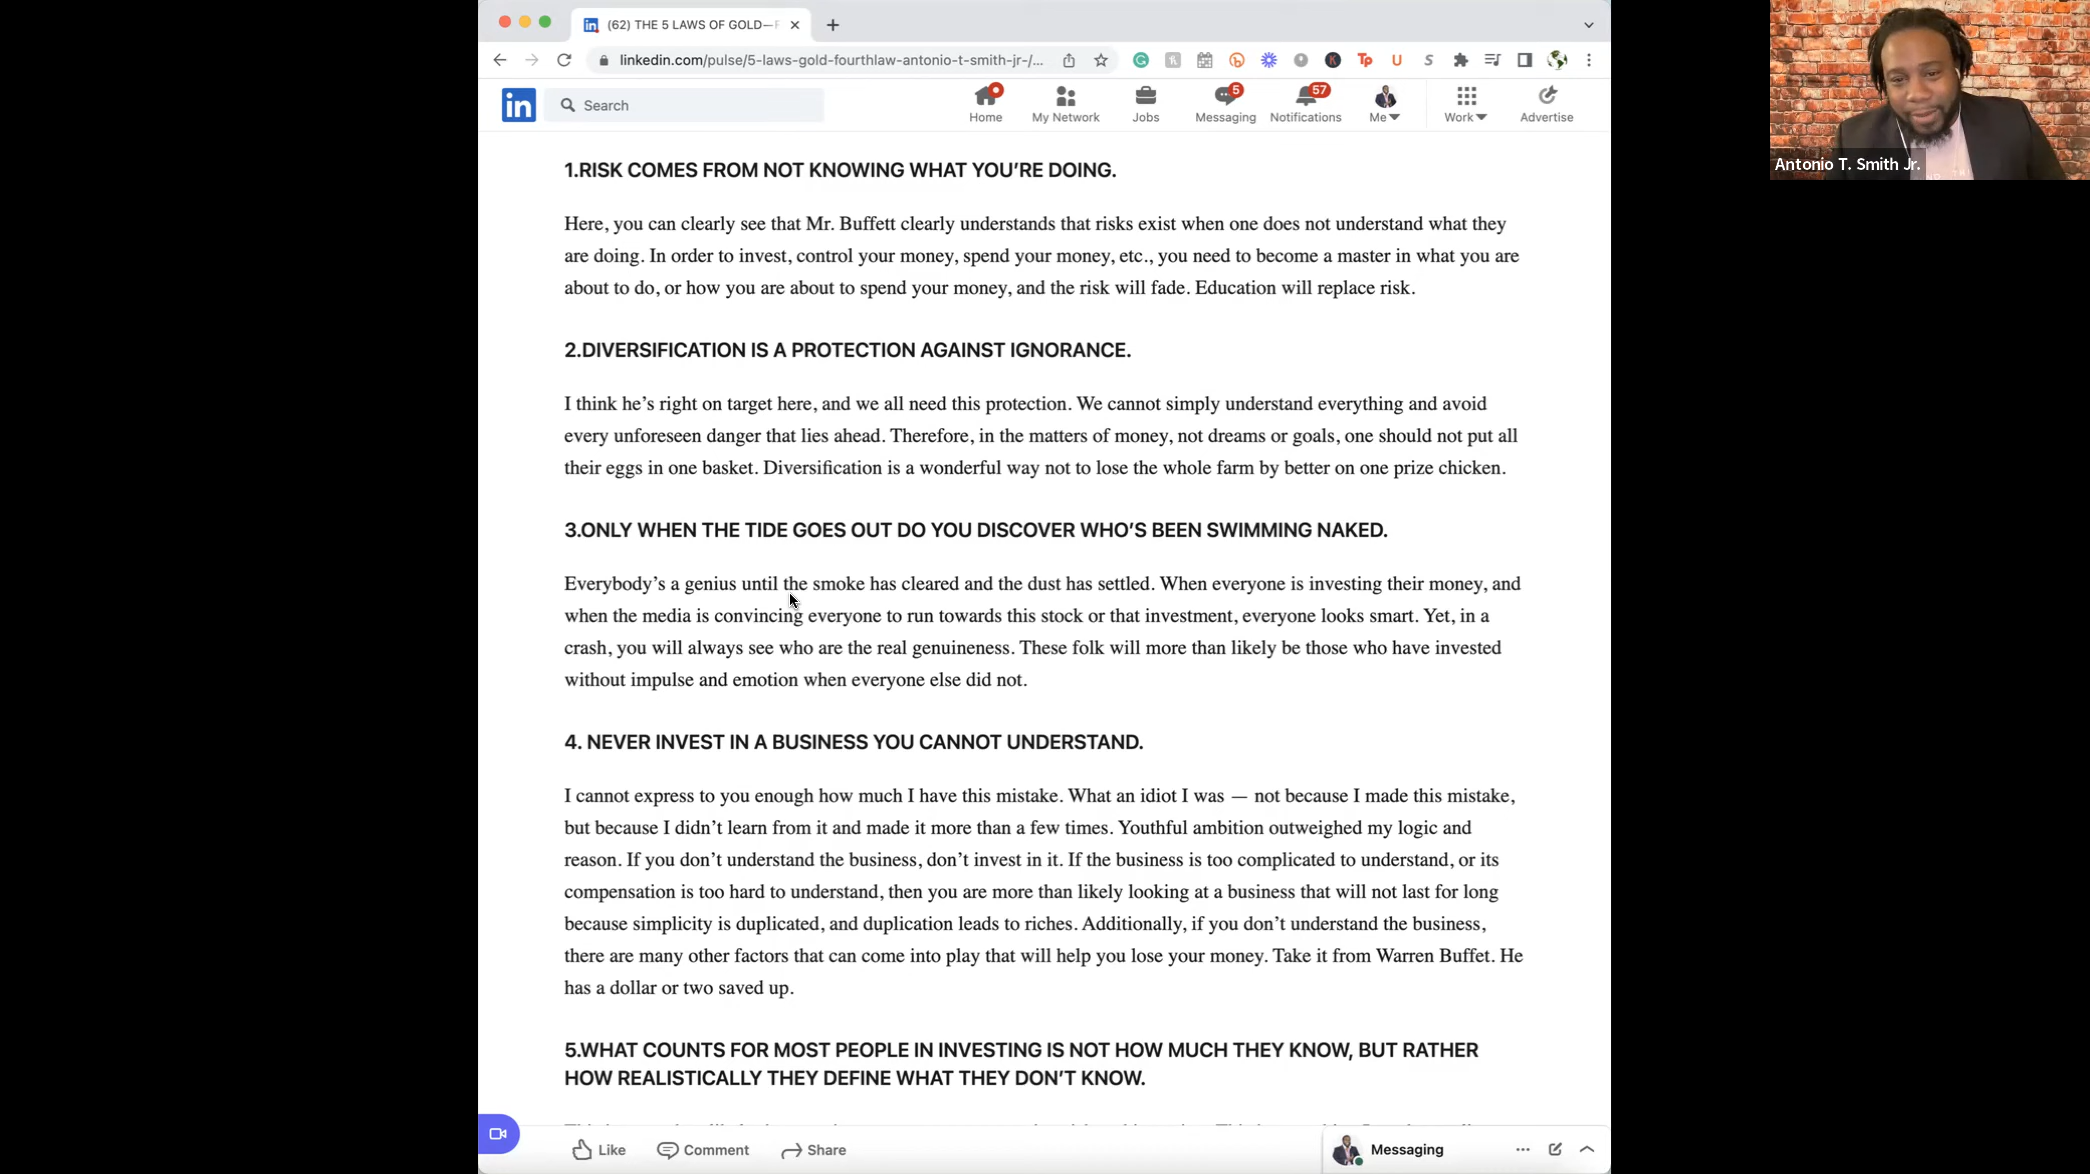 (62) THE 5 LAWS OF GOLD—F
linkedin.com/pulse/5-laws-gold-fourthlaw-antonio-t-smith-jr-/...
Search
Home
My Network
Jobs
5
Messaging
57
Notifications
Me
Work
Advertise
Antonio T. Smith Jr.
1.RISK COMES FROM NOT KNOWING WHAT YOU’RE DOING.
Here, you can clearly see that Mr. Buffett clearly understands that risks exist when one does not understand what they
are doing. In order to invest, control your money, spend your money, etc., you need to become a master in what you are
about to do, or how you are about to spend your money, and the risk will fade. Education will replace risk.
2.DIVERSIFICATION IS A PROTECTION AGAINST IGNORANCE.
I think he’s right on target here, and we all need this protection. We cannot simply understand everything and avoid
every unforeseen danger that lies ahead. Therefore, in the matters of money, not dreams or goals, one should not put all
their eggs in one basket. Diversification is a wonderful way not to lose the whole farm by better on one prize chicken.
3.ONLY WHEN THE TIDE GOES OUT DO YOU DISCOVER WHO’S BEEN SWIMMING NAKED.
Everybody’s a genius until the smoke has cleared and the dust has settled. When everyone is investing their money, and
when the media is convincing everyone to run towards this stock or that investment, everyone looks smart. Yet, in a
crash, you will always see who are the real genuineness. These folk will more than likely be those who have invested
without impulse and emotion when everyone else did not.
4. NEVER INVEST IN A BUSINESS YOU CANNOT UNDERSTAND.
I cannot express to you enough how much I have this mistake. What an idiot I was — not because I made this mistake,
but because I didn’t learn from it and made it more than a few times. Youthful ambition outweighed my logic and
reason. If you don’t understand the business, don’t invest in it. If the business is too complicated to understand, or its
compensation is too hard to understand, then you are more than likely looking at a business that will not last for long
because simplicity is duplicated, and duplication leads to riches. Additionally, if you don’t understand the business,
there are many other factors that can come into play that will help you lose your money. Take it from Warren Buffet. He
has a dollar or two saved up.
5.WHAT COUNTS FOR MOST PEOPLE IN INVESTING IS NOT HOW MUCH THEY KNOW, BUT RATHER
HOW REALISTICALLY THEY DEFINE WHAT THEY DON’T KNOW.
Like
Comment
Share
Messaging